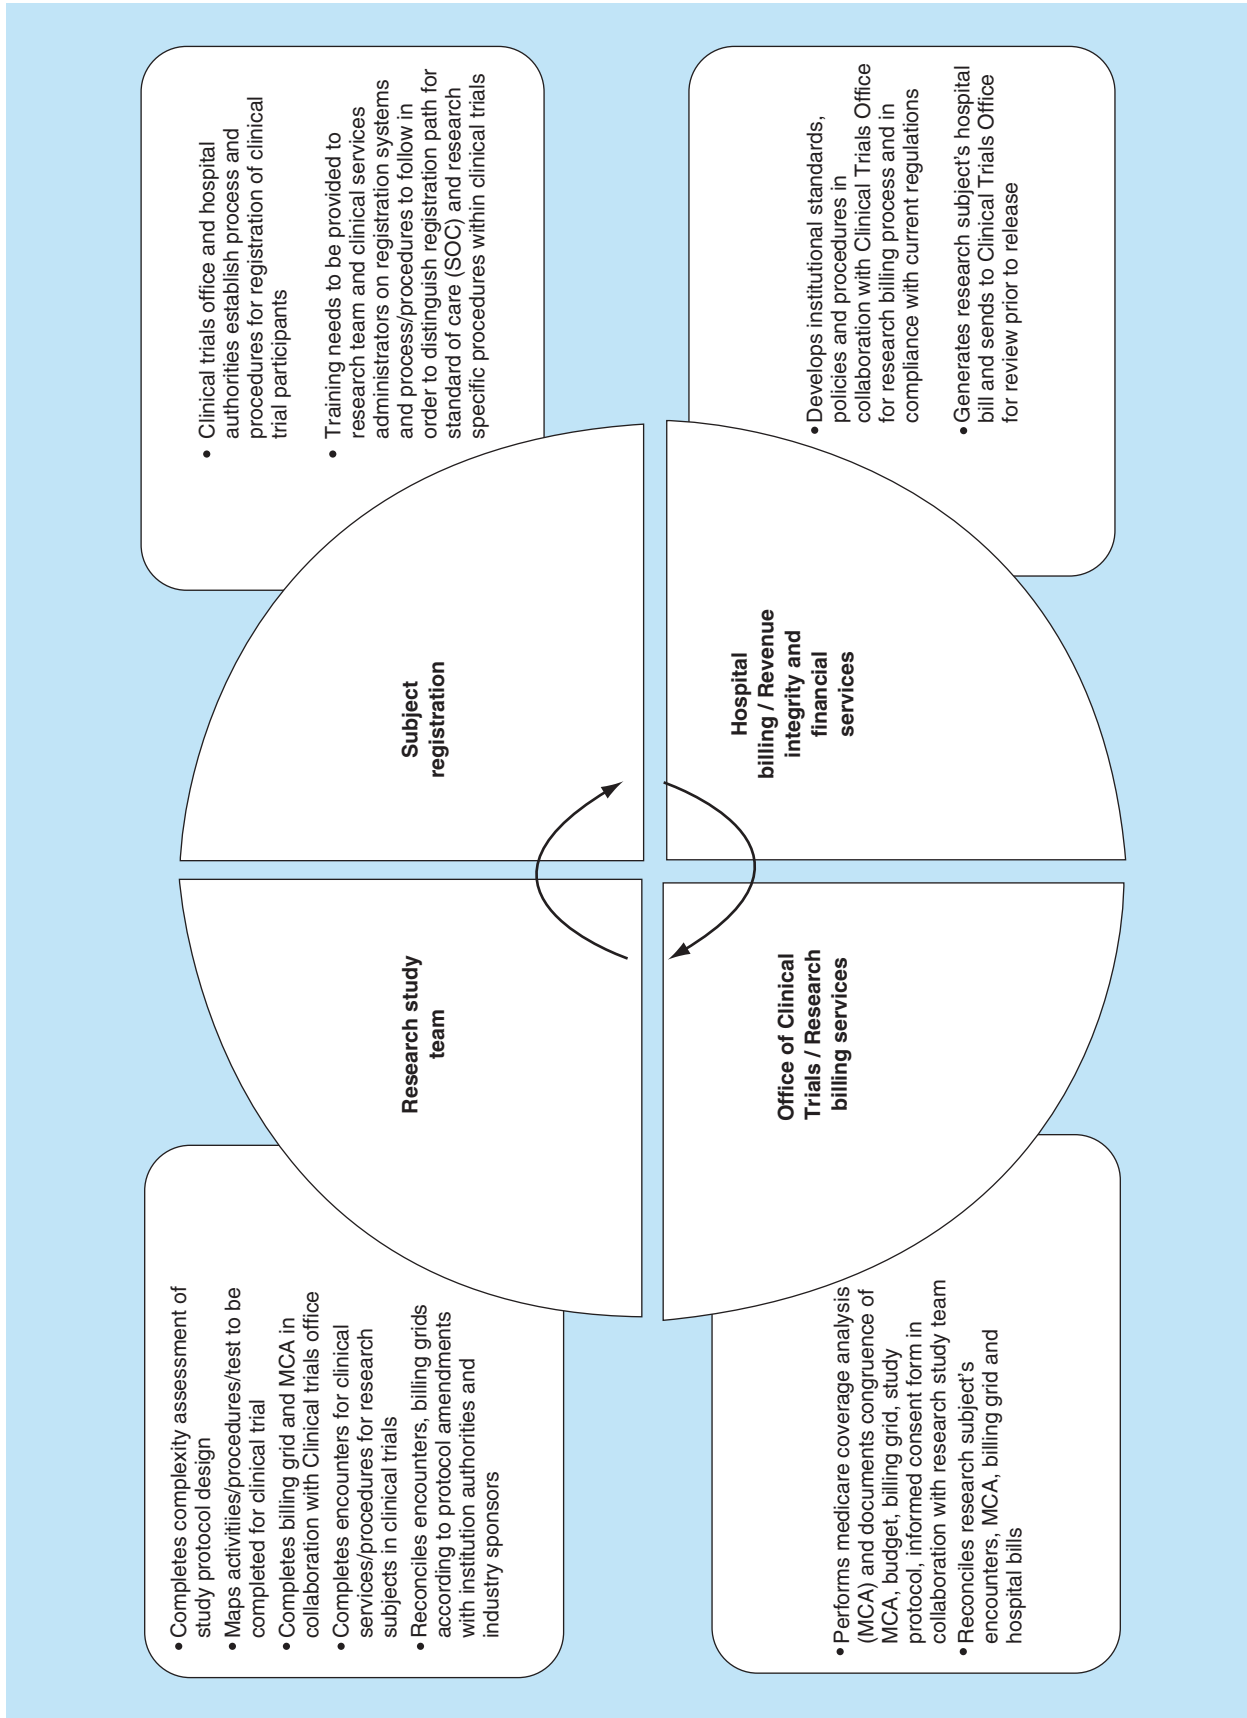 • Completes complexity assessment of
study protocol design
• Maps activitiies/procedures/test to be
completed for clinical trial
• Completes billing grid and MCA in
collaboration with Clinical trials office
• Completes encounters for clinical
services/procedures for research
subjects in clinical trials
• Reconciles encounters, billing grids
according to protocol amendments
with institution authorities and
industry sponsors
Research study
team
Subject
registration
• Clinical trials office and hospital
authorities establish process and
procedures for registration of clinical
trial participants
• Training needs to be provided to
research team and clinical services
administrators on registration systems
and process/procedures to follow in
order to distinguish registration path for
standard of care (SOC) and research
specific procedures within clinical trials
• Performs medicare coverage analysis
(MCA) and documents congruence of
MCA, budget, billing grid, study
protocol, informed consent form in
collaboration with research study team
• Reconciles research subject's
encounters, MCA, billing grid and
hospital bills
Office of Clinical
Trials / Research
billing services
Hospital
billing / Revenue
integrity and
financial
services
• Develops institutional standards,
policies and procedures in
collaboration with Clinical Trials Office
for research billing process and in
compliance with current regulations
• Generates research subject's hospital
bill and sends to Clinical Trials Office
for review prior to release